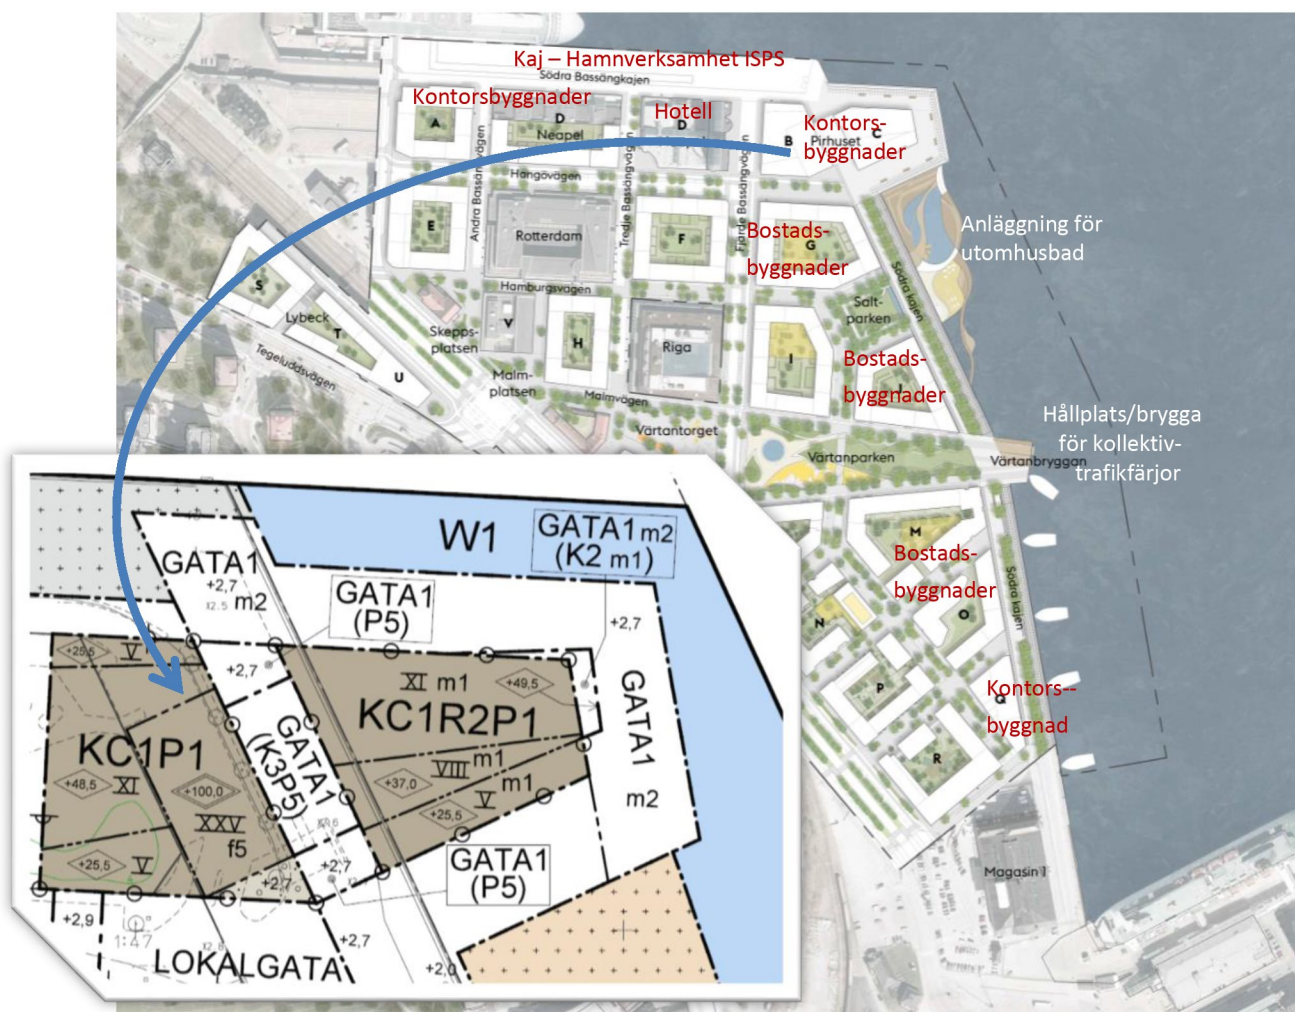 Kaj – Hamnverksamhet ISPS
Södra Bassängkajen
Kontorsbyggnader
Hotell
A
D
Neapel
D
B
Pirhuset
C
Kontors-
byggnader
Hangövägen
Andra Bassängvägen
Tredje Bassängvägen
Fjärde Bassängvägen
E
Rotterdam
F
Bostads-
G
byggnader
Anläggning för
utomhusbad
Södra kajen
Hamburgsvägen
S
Lybeck
T
U
Tegeluddsvägen
Skepps-
platsen
V
H
Riga
I
Salt-
parken
Bostads-
J
byggnader
Malm-
platsen
Malmvägen
Värtantorget
Värtanparken
Värtanbryggan
Hållplats/brygga
för kollektiv-
trafikfärjor
M
Bostads-
byggnader
N
O
Södra kajen
P
Q
Kontors--
byggnad
R
Magasin 1
W1
GATA1 m2
(K2 m1)
GATA1
+2,7
m2
GATA1
(P5)
+2,7
+25,5
V
+2,7
XI m1
+49,5
KC1R2P1
GATA1
m2
KC1P1
GATA1
(K3P5)
VIII m1
+37,0
V m1
+25,5
+48,5
XI
+100,0
XXV
f5
+25,5
V
+2,7
+2,7
GATA1
(P5)
+2,9
1:47
+2,7
LOKALGATA